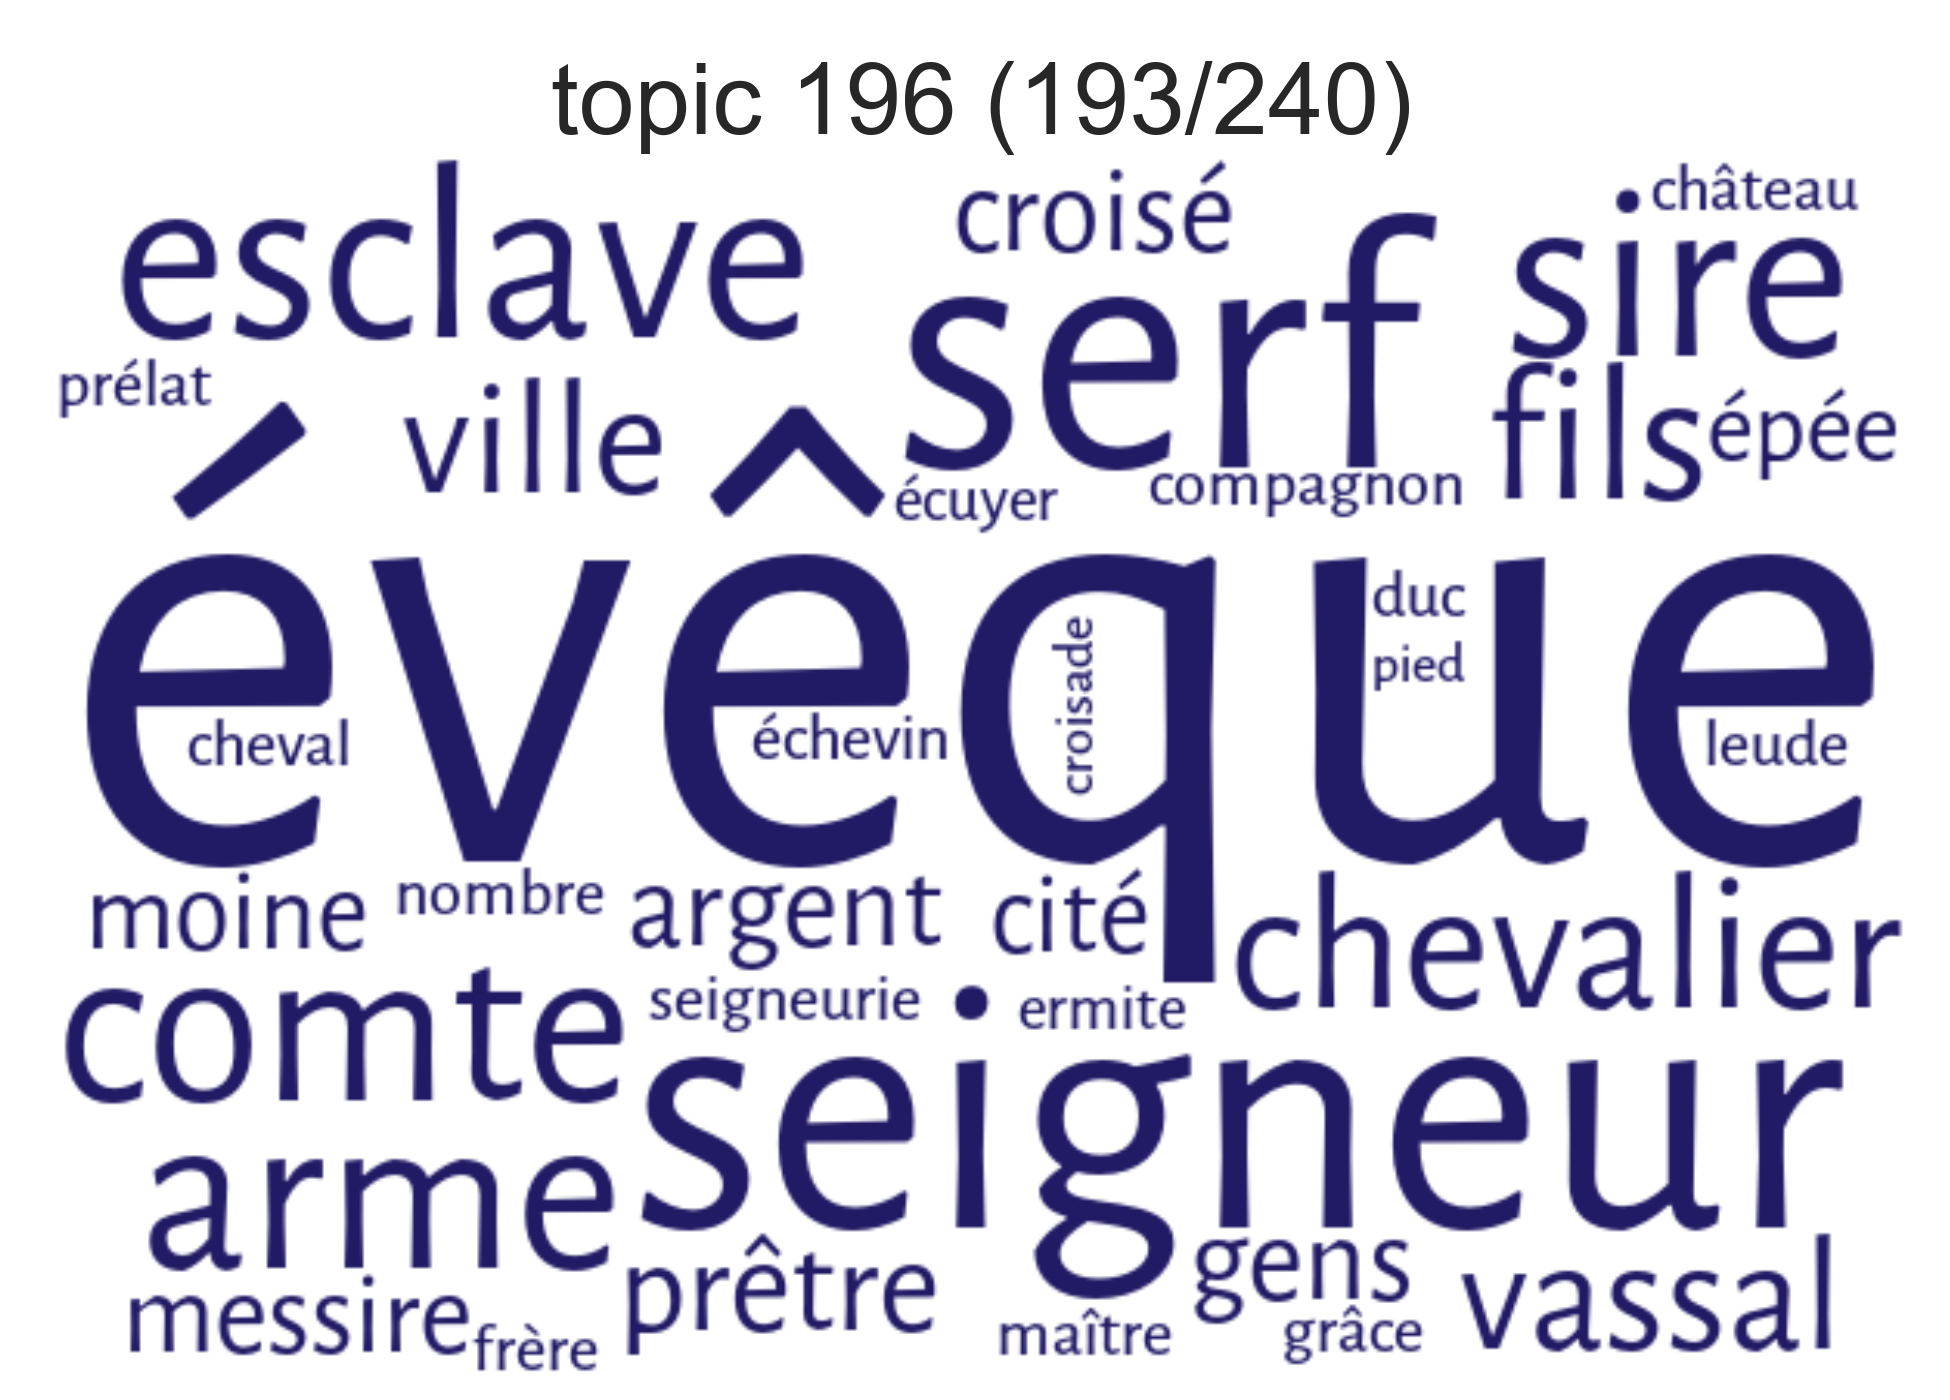 topic 196 (193/240)
esclave
croisé
château
sire
serf
prélat
ville
fils
épée
écuyer
compagnon
évêque
duc
pied
croisade
cheval
échevin
leude
moine
nombre
argent
cité
chevalier
comte
seigneurie
ermite
seigneur
arme
prêtre
gens
vassal
messire
frère
maître
grâce